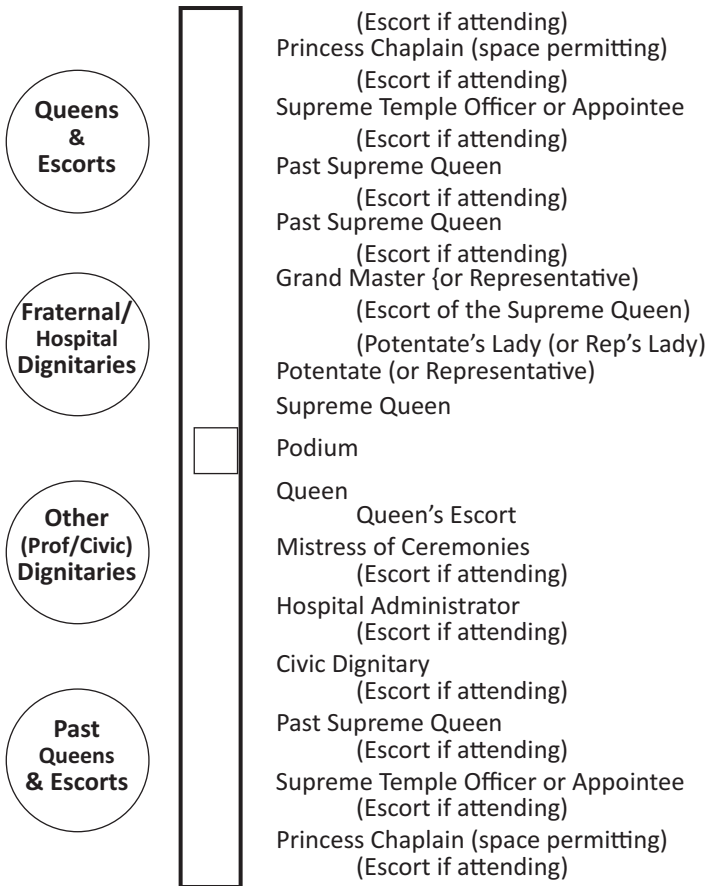 Queens
&
Escorts
Fraternal/
Hospital
Dignitaries
Other
(Prof/Civic)
Dignitaries
Past
Queens
& Escorts
(Escort if attending)
Princess Chaplain (space permitting)
(Escort if attending)
Supreme Temple Officer or Appointee
(Escort if attending)
Past Supreme Queen
(Escort if attending)
Past Supreme Queen
(Escort if attending)
Grand Master {or Representative)
(Escort of the Supreme Queen)
(Potentate's Lady (or Rep's Lady)
Potentate (or Representative)
Supreme Queen
Podium
Queen
Queen's Escort
Mistress of Ceremonies
(Escort if attending)
Hospital Administrator
(Escort if attending)
Civic Dignitary
(Escort if attending)
Past Supreme Queen
(Escort if attending)
Supreme Temple Officer or Appointee
(Escort if attending)
Princess Chaplain (space permitting)
(Escort if attending)